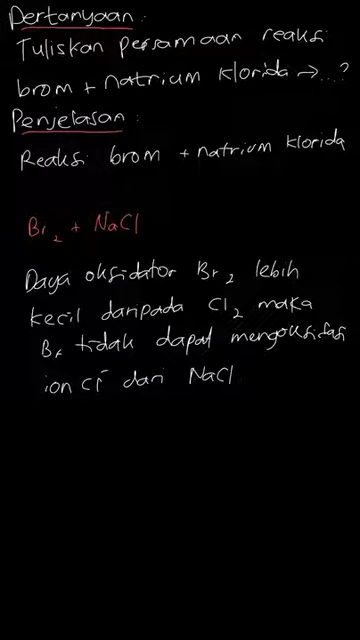 Pertanyaan :
Tuliskan persamaan reaksi
brom + natrium klorida → ...?
Penjelasan :
Reaksi brom + natrium klorida
Br₂ + NaCl
Daya oksidator Br₂ lebih
kecil daripada Cl₂ maka
Br tidak dapat mengoksidasi
ion Cl⁻ dari NaCl